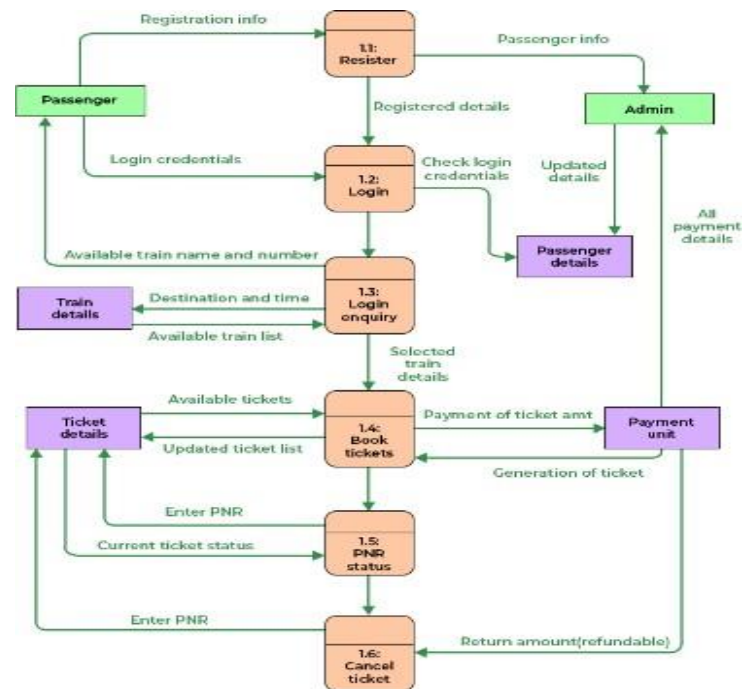 Registration info
1.1:
Resister
Passenger info
Passenger
Admin
Registered details
Login credentials
1.2:
Login
Check login
credentials
Updated
details
All
payment
details
Available train name and number
Passenger
details
1.3:
Login
enquiry
Train
details
Destination and time
Available train list
Selected
train
details
Available tickets
1.4:
Book
tickets
Payment of ticket amt
Ticket
details
Payment
unit
Updated ticket list
Generation of ticket
Enter PNR
1.5:
PNR
status
Current ticket status
Enter PNR
1.6:
Cancel
ticket
Return amount(refundable)